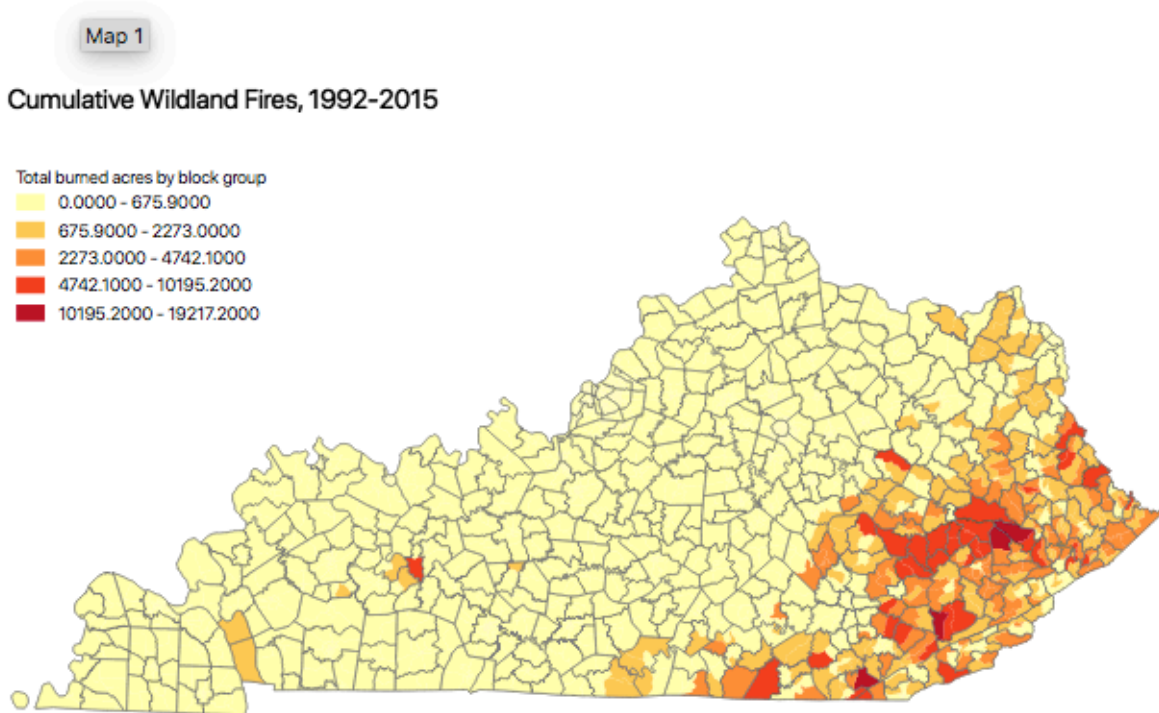 Map 1
Cumulative Wildland Fires, 1992-2015
Total burned acres by block group
0.0000 - 675.9000
675.9000 - 2273.0000
2273.0000 - 4742.1000
4742.1000 - 10195.2000
10195.2000 - 19217.2000